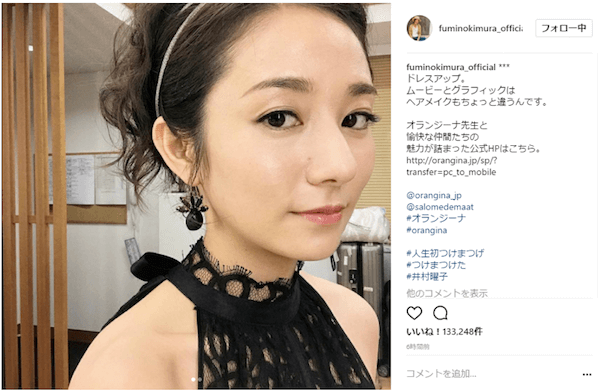 fuminokimura_officia
フォロー中
fuminokimura_official ***
ドレスアップ。
ムービーとグラフィックは
ヘアメイクもちょっと違うんです。
オランジーナ先生と
愉快な仲間たちの
魅力が詰まった公式HPはこちら。
http://orangina.jp/sp/?
transfer=pc_to_mobile
@orangina_jp
@salomedemaat
#オランジーナ
#orangina
#人生初つけまつげ
#つけまつけた
#井村曜子
他のコメントを表示
いいね！133,248件
6時間前
コメントを追加...